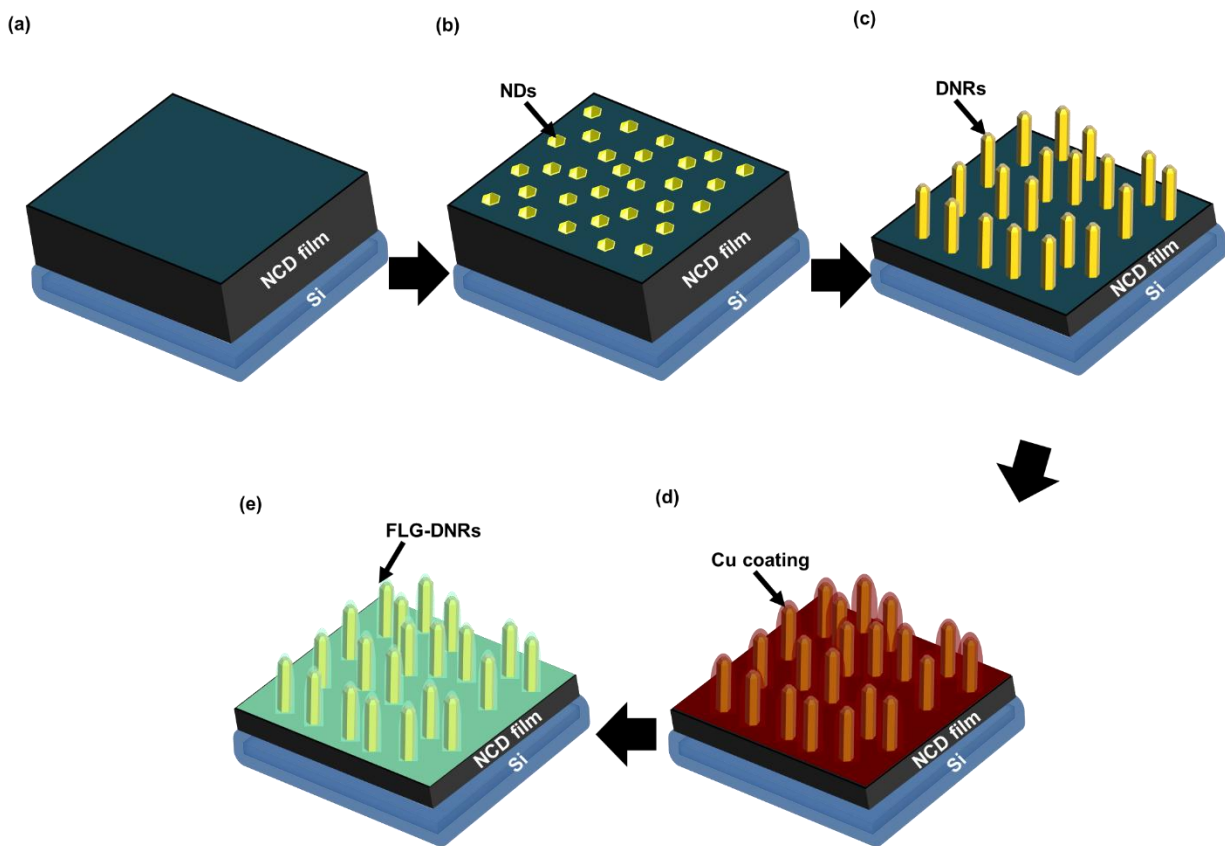 (a)
NCD film
Si
(b)
NDs
NCD film
Si
(c)
DNRs
NCD film
Si
(d)
Cu coating
NCD film
Si
(e)
FLG-DNRs
NCD film
Si